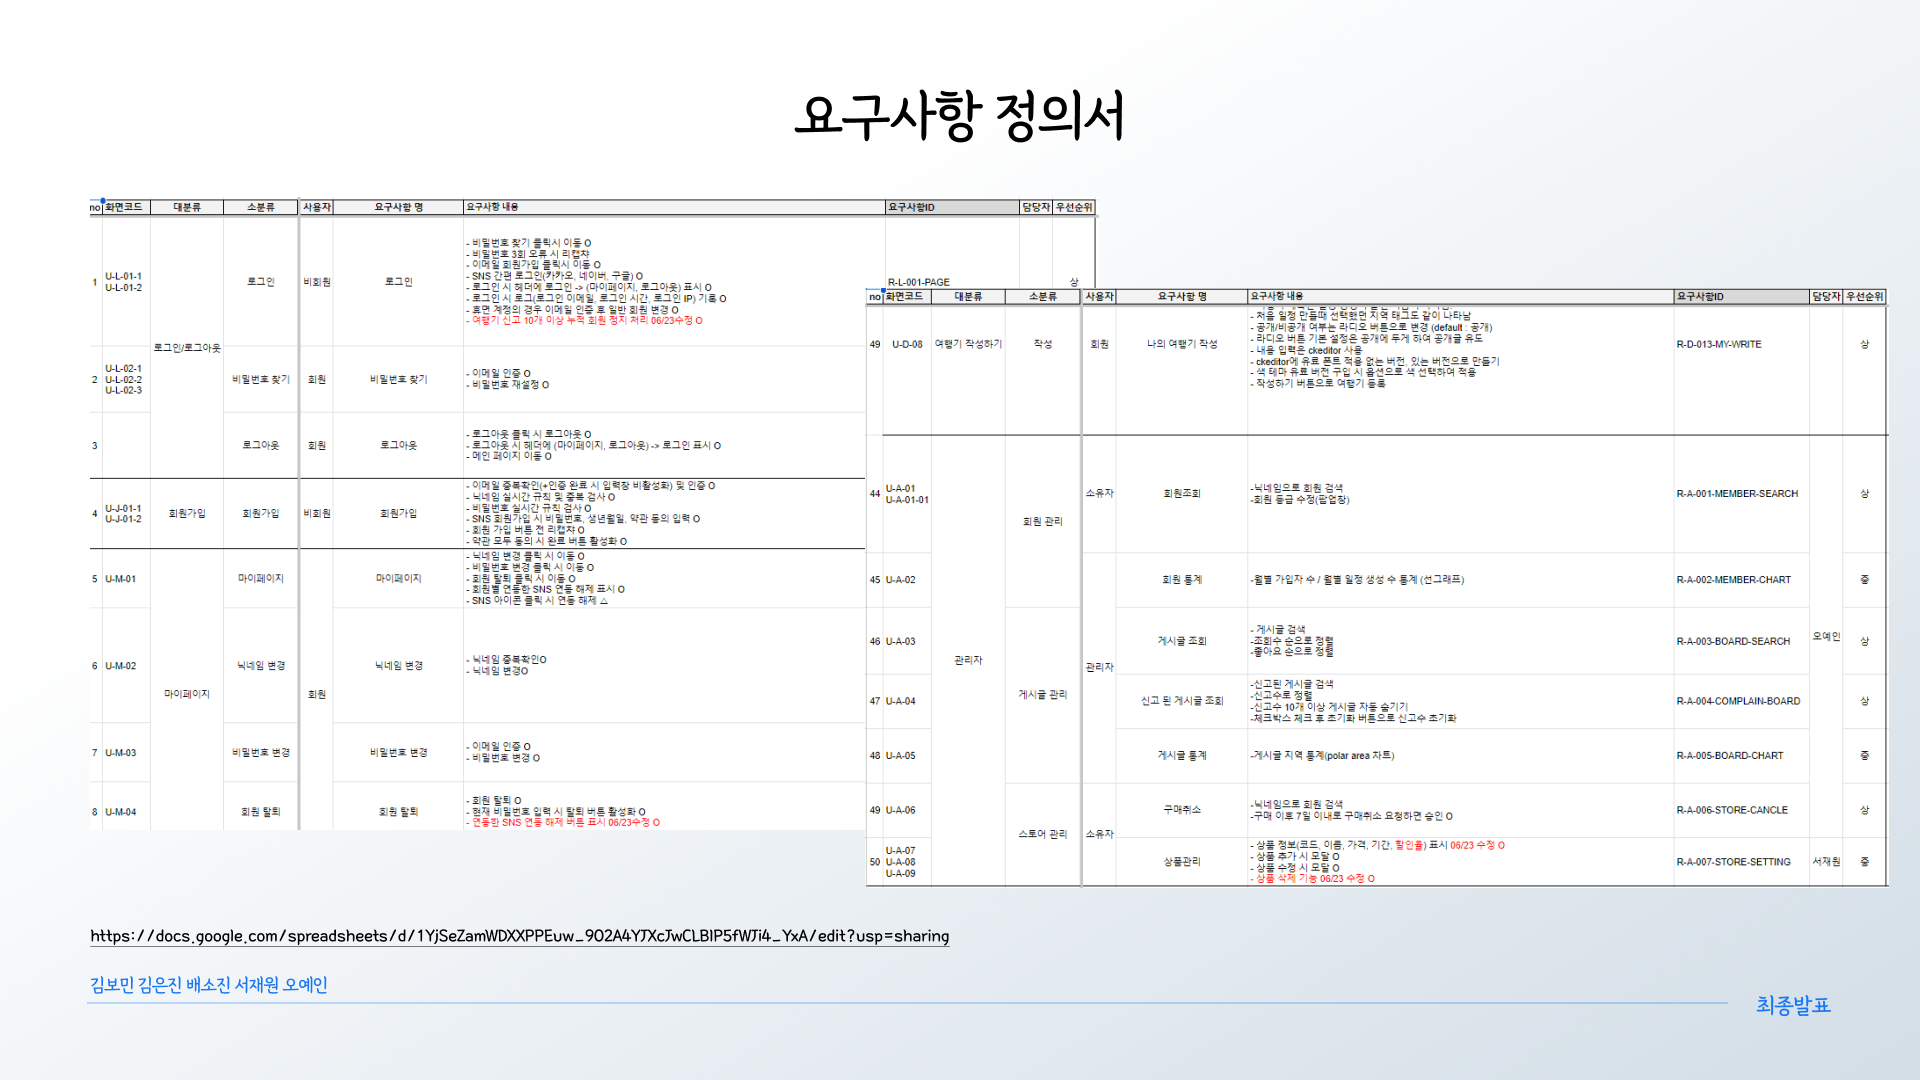 요구사항 정의서
no 화면코드 대분류 소분류 사용자 요구사항 명 요구사항 내용 요구사항ID 담당자 우선순위
1 U-L-01-1
U-L-01-2
로그인/로그아웃
로그인 비회원 로그인
- 비밀번호 찾기 클릭시 이동 O
- 비밀번호 3회 오류 시 리캡챠
- 이메일 회원가입 클릭시 이동 O
- SNS 간편 로그인(카카오, 네이버, 구글) O
- 로그인 시 헤더에 로그인 -> (마이페이지, 로그아웃) 표시 O
- 로그인 시 로그(로그인 이메일, 로그인 시간, 로그인 IP) 기록 O
- 휴면 계정의 경우 이메일 인증 후 일반 회원 변경 O
- 여행기 신고 10개 이상 누적 회원 정지 처리 06/23수정 O
R-L-001-PAGE 상
2 U-L-02-1
U-L-02-2
U-L-02-3
비밀번호 찾기 회원 비밀번호 찾기
- 이메일 인증 O
- 비밀번호 재설정 O
3 로그아웃 회원 로그아웃
- 로그아웃 클릭 시 로그아웃 O
- 로그아웃 시 헤더에 (마이페이지, 로그아웃) -> 로그인 표시 O
- 메인 페이지 이동 O
4 U-J-01-1
U-J-01-2
회원가입 회원가입 비회원 회원가입
- 이메일 중복확인(+인증 완료 시 입력창 비활성화) 및 인증 O
- 닉네임 실시간 규칙 및 중복 검사 O
- 비밀번호 실시간 규칙 검사 O
- SNS 회원가입 시 비밀번호, 생년월일, 약관 동의 입력 O
- 회원 가입 버튼 전 리캡챠 O
- 약관 모두 동의 시 완료 버튼 활성화 O
5 U-M-01 마이페이지 마이페이지
- 닉네임 변경 클릭 시 이동 O
- 비밀번호 변경 클릭 시 이동 O
- 회원 탈퇴 클릭 시 이동 O
- 회원별 연동한 SNS 연동 해제 표시 O
- SNS 아이콘 클릭 시 연동 해제 △
6 U-M-02 닉네임 변경 닉네임 변경
- 닉네임 중복확인O
- 닉네임 변경O
마이페이지 회원
7 U-M-03 비밀번호 변경 비밀번호 변경
- 이메일 인증 O
- 비밀번호 변경 O
8 U-M-04 회원 탈퇴 회원 탈퇴
- 회원 탈퇴 O
- 현재 비밀번호 입력 시 탈퇴 버튼 활성화 O
- 연동한 SNS 연동 해제 버튼 표시 06/23수정 O
no 화면코드 대분류 소분류 사용자 요구사항 명 요구사항 내용 요구사항ID 담당자 우선순위
49 U-D-08 여행기 작성하기 작성 회원 나의 여행기 작성
- 처음 일정 만들때 선택했던 지역 태그도 같이 나타남
- 공개/비공개 여부는 라디오 버튼으로 변경 (default : 공개)
- 라디오 버튼 기본 설정은 공개에 두게 하여 공개글 유도
- 내용 입력은 ckeditor 사용
- ckeditor에 유료 폰트 적용 없는 버전, 있는 버전으로 만들기
- 색 테마 유료 버전 구입 시 옵션으로 색 선택하여 적용
- 작성하기 버튼으로 여행기 등록
R-D-013-MY-WRITE 상
44 U-A-01
U-A-01-01
회원 관리
소유자 회원조회
-닉네임으로 회원 검색
-회원 등급 수정(팝업창)
R-A-001-MEMBER-SEARCH 상
45 U-A-02 회원 통계 -월별 가입자 수 / 월별 일정 생성 수 통계 (선그래프) R-A-002-MEMBER-CHART 중
46 U-A-03 게시글 조회
- 게시글 검색
-조회수 순으로 정렬
-좋아요 순으로 정렬
R-A-003-BOARD-SEARCH 오예인 상
관리자 관리자
47 U-A-04 게시글 관리 신고 된 게시글 조회
-신고된 게시글 검색
-신고수로 정렬
-신고수 10개 이상 게시글 자동 숨기기
-체크박스 체크 후 초기화 버튼으로 신고수 초기화
R-A-004-COMPLAIN-BOARD 상
48 U-A-05 게시글 통계 -게시글 지역 통계(polar area 차트) R-A-005-BOARD-CHART 중
49 U-A-06 구매취소
-닉네임으로 회원 검색
-구매 이후 7일 이내로 구매취소 요청하면 승인 O
R-A-006-STORE-CANCLE 상
스토어 관리 소유자
50 U-A-07
U-A-08
U-A-09
상품관리
- 상품 정보(코드, 이름, 가격, 기간, 할인율) 표시 06/23 수정 O
- 상품 추가 시 모달 O
- 상품 수정 시 모달 O
- 상품 삭제 기능 06/23 수정 O
R-A-007-STORE-SETTING 서재원 중
https://docs.google.com/spreadsheets/d/1YjSeZamWDXXPPEuw_9O2A4YJXcJwCLBIP5fWJi4_YxA/edit?usp=sharing
김보민 김은진 배소진 서재원 오예인
최종발표